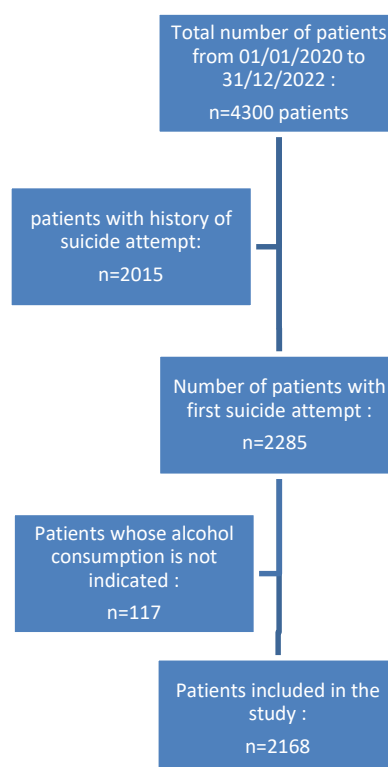 Total number of patients
from 01/01/2020 to
31/12/2022 :
n=4300 patients
patients with history of
suicide attempt:
n=2015
Number of patients with
first suicide attempt :
n=2285
Patients whose alcohol
consumption is not
indicated :
n=117
Patients included in the
study :
n=2168